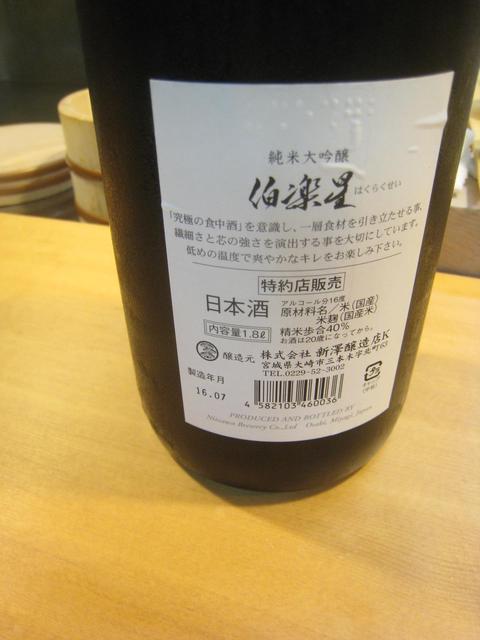 純米大吟醸
伯楽星 はくらくせい
「究極の食中酒」を意識し、一層食材を引き立たせる事、
繊細さと芯の強さを演出する事を大切にしています。
低めの温度で爽やかなキレをお楽しみ下さい。
特約店販売
日本酒
アルコール分16度
原材料名／米(国産)
米麹(国産米)
内容量1.8ℓ
精米歩合40%
お酒は20歳になってから。
醸造元 株式会社 新澤醸造店K
宮城県大崎市三本木字北町63
TEL.0229-52-3002
製造年月
16.07
4 582103 460036
PRODUCED AND BOTTLED BY
Niizawa Brewery Co.,Ltd Osaki, Miyagi, Japan